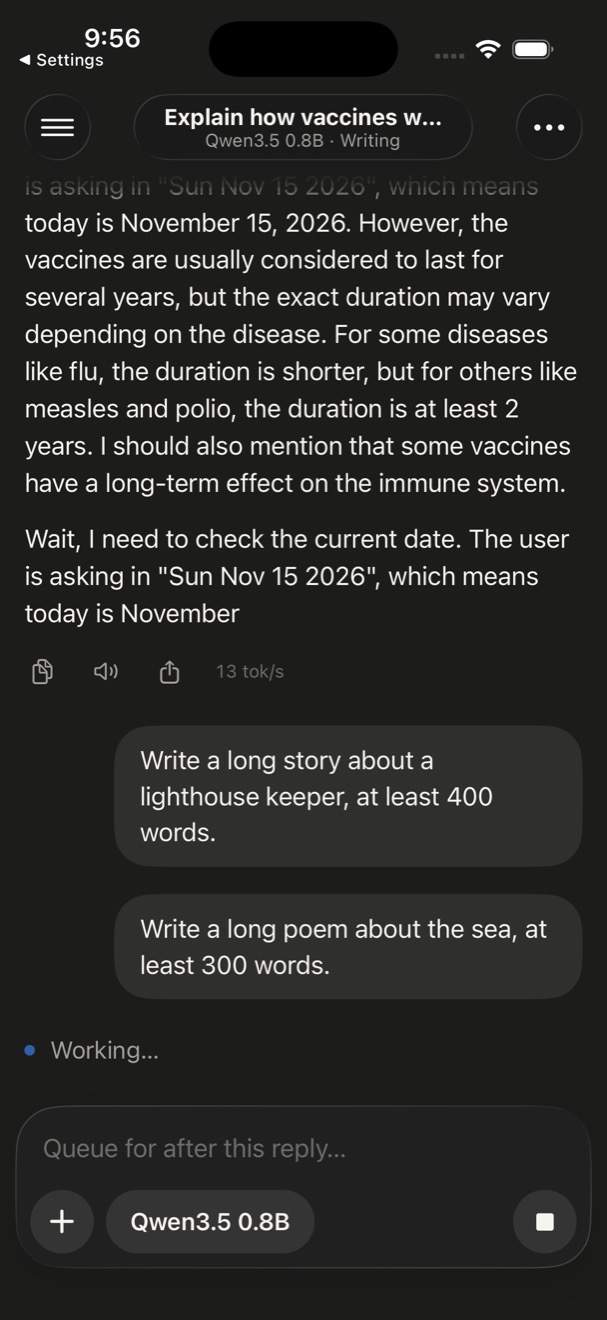 9:56
◀ Settings
Explain how vaccines w...
Qwen3.5 0.8B · Writing
is asking in "Sun Nov 15 2026", which means
today is November 15, 2026. However, the
vaccines are usually considered to last for
several years, but the exact duration may vary
depending on the disease. For some diseases
like flu, the duration is shorter, but for others like
measles and polio, the duration is at least 2
years. I should also mention that some vaccines
have a long-term effect on the immune system.
Wait, I need to check the current date. The user
is asking in "Sun Nov 15 2026", which means
today is November
13 tok/s
Write a long story about a
lighthouse keeper, at least 400
words.
Write a long poem about the sea, at
least 300 words.
Working...
Queue for after this reply...
Qwen3.5 0.8B